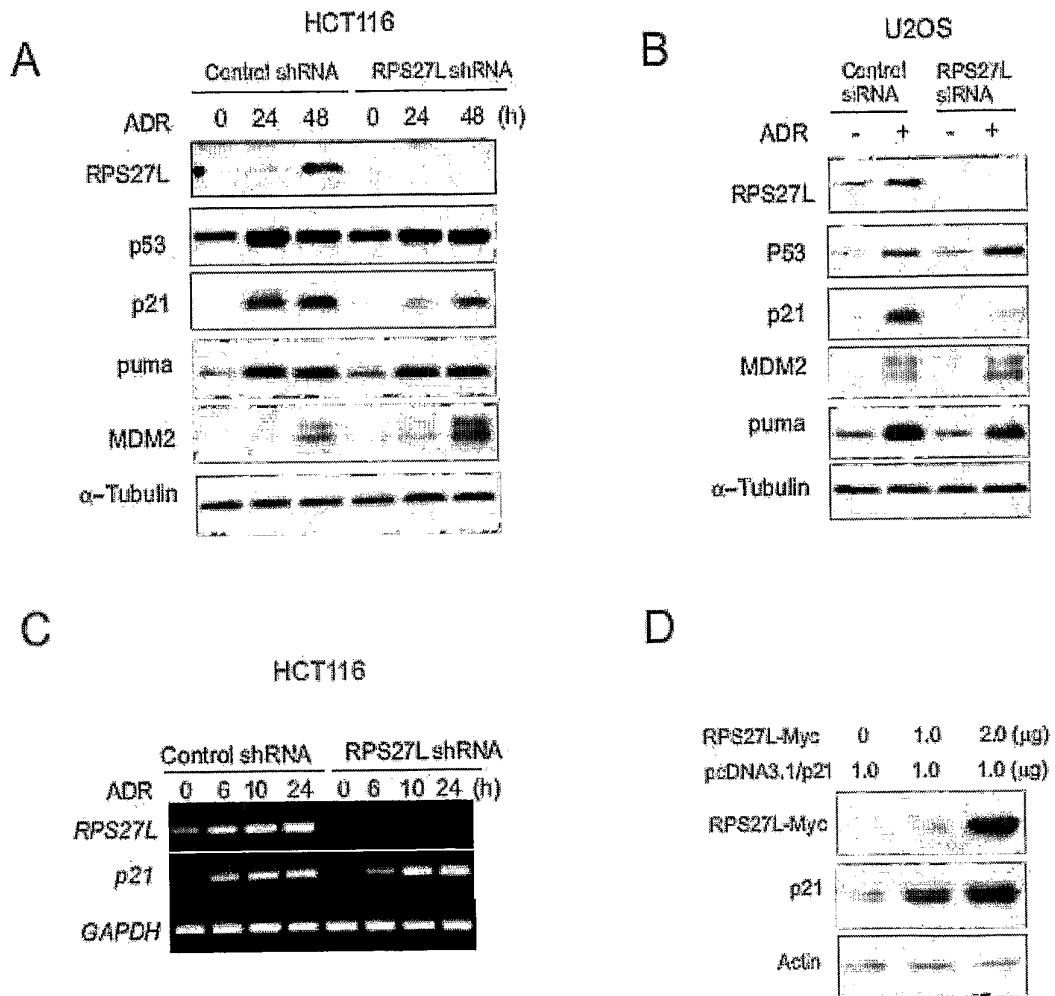 HCT116
A
Control shRNA RPS27L shRNA
ADR 0 24 48 0 24 48 (h)
RPS27L
p53
p21
puma
MDM2
α-Tubulin
U2OS
B
Control siRNA RPS27L siRNA
ADR - + - +
RPS27L
P53
p21
MDM2
puma
α-Tubulin
C
HCT116
Control shRNA RPS27L shRNA
ADR 0 6 10 24 0 6 10 24 (h)
RPS27L
p21
GAPDH
D
RPS27L-Myc 0 1.0 2.0 (µg)
pcDNA3.1/p21 1.0 1.0 1.0 (µg)
RPS27L-Myc
p21
Actin